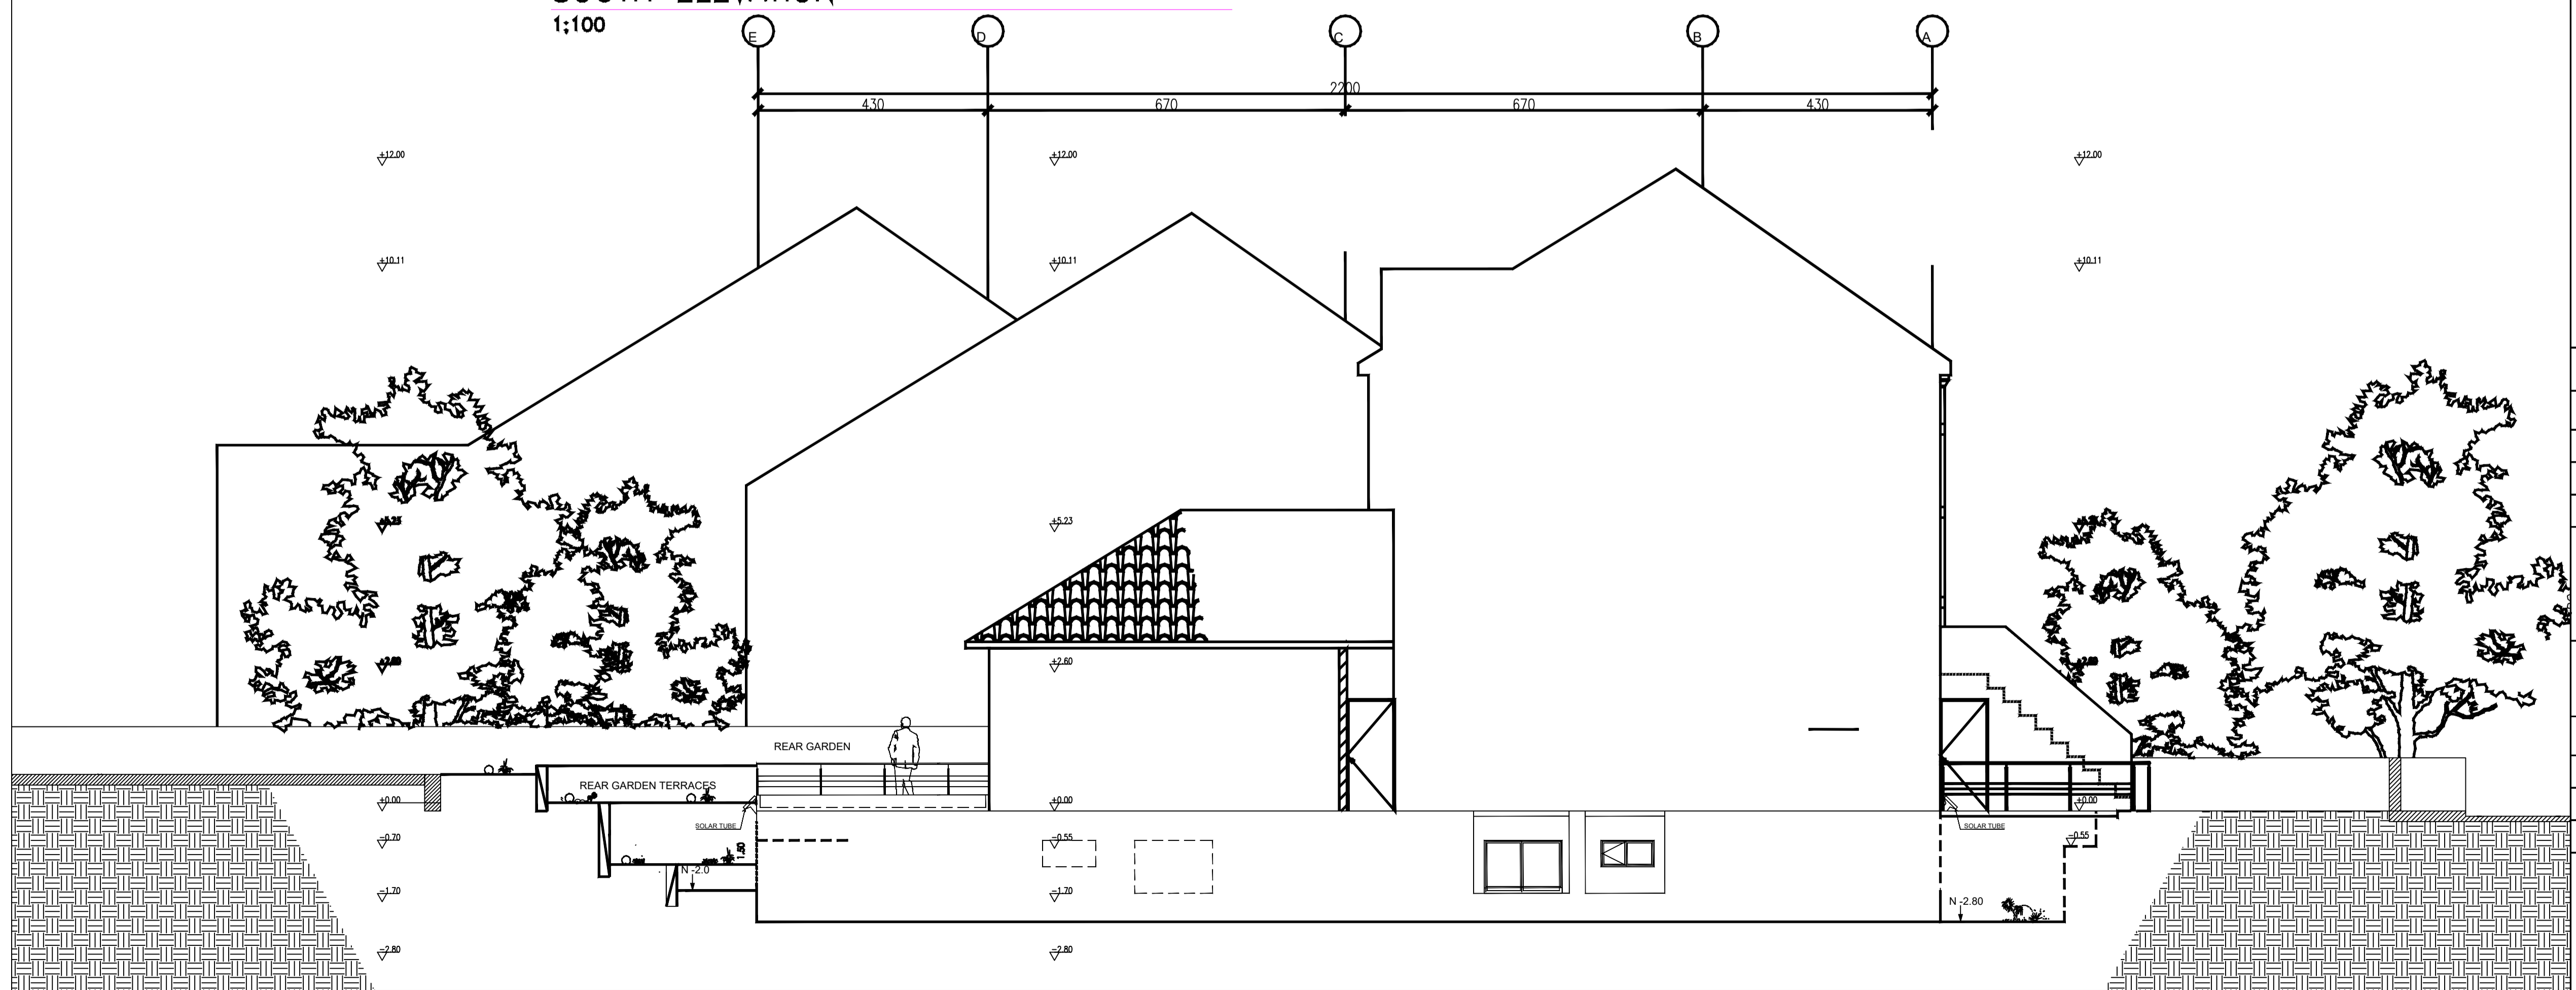 SOUTH ELEVATION
1:100
E
D
C
B
A
2200
430
670
670
430
+12.00
+12.00
+12.00
+10.11
+10.11
+10.11
+5.23
+2.60
REAR GARDEN
REAR GARDEN TERRACES
+0.00
+0.00
+0.00
SOLAR TUBE
SOLAR TUBE
-0.70
-0.55
-0.55
1.50
N -2.0
-1.70
-1.70
N -2.80
-2.80
-2.80